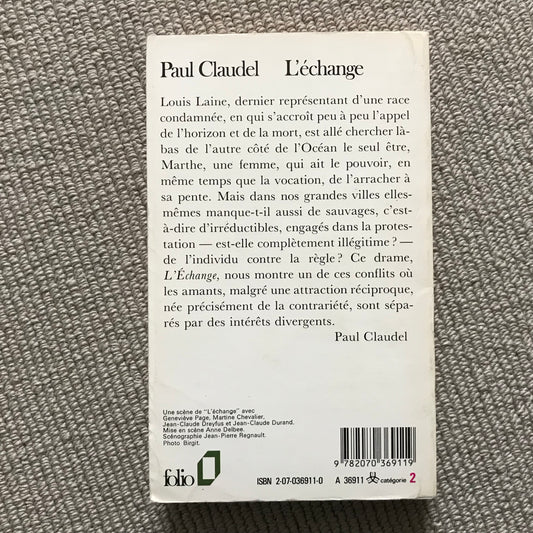 Paul Claudel L'échange
Louis Laine, dernier représentant d'une race
condamnée, en qui s'accroît peu à peu l'appel
de l'horizon et de la mort, est allé chercher là-
bas de l'autre côté de l'Océan le seul être,
Marthe, une femme, qui ait le pouvoir, en
même temps que la vocation, de l'arracher à
sa pente. Mais dans nos grandes villes elles-
mêmes manque-t-il aussi de sauvages, c'est-
à-dire d'irréductibles, engagés dans la protes-
tation — est-elle complètement illégitime ? —
de l'individu contre la règle ? Ce drame,
L'Échange, nous montre un de ces conflits où
les amants, malgré une attraction réciproque,
née précisément de la contrariété, sont sépa-
rés par des intérêts divergents.
Paul Claudel
Une scène de "L'échange" avec
Geneviève Page, Martine Chevalier,
Jean-Claude Dreyfus et Jean-Claude Durand.
Mise en scène Anne Delbee.
Scénographie Jean-Pierre Regnault.
Photo Birgit.
9 782070 369119
folio
ISBN 2-07-036911-0 A 36911 catégorie 2